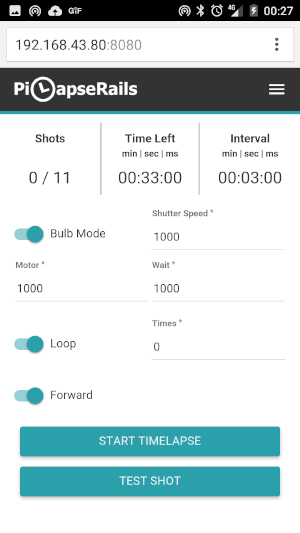 GIF 4G 00:27
192.168.43.80:8080
PiLapseRails
Shots Time Left Interval
min | sec | ms min | sec | ms
0 / 11 00:33:00 00:03:00
Shutter Speed *
Bulb Mode 1000
Motor * Wait *
1000 1000
Times *
Loop 0
Forward
START TIMELAPSE
TEST SHOT